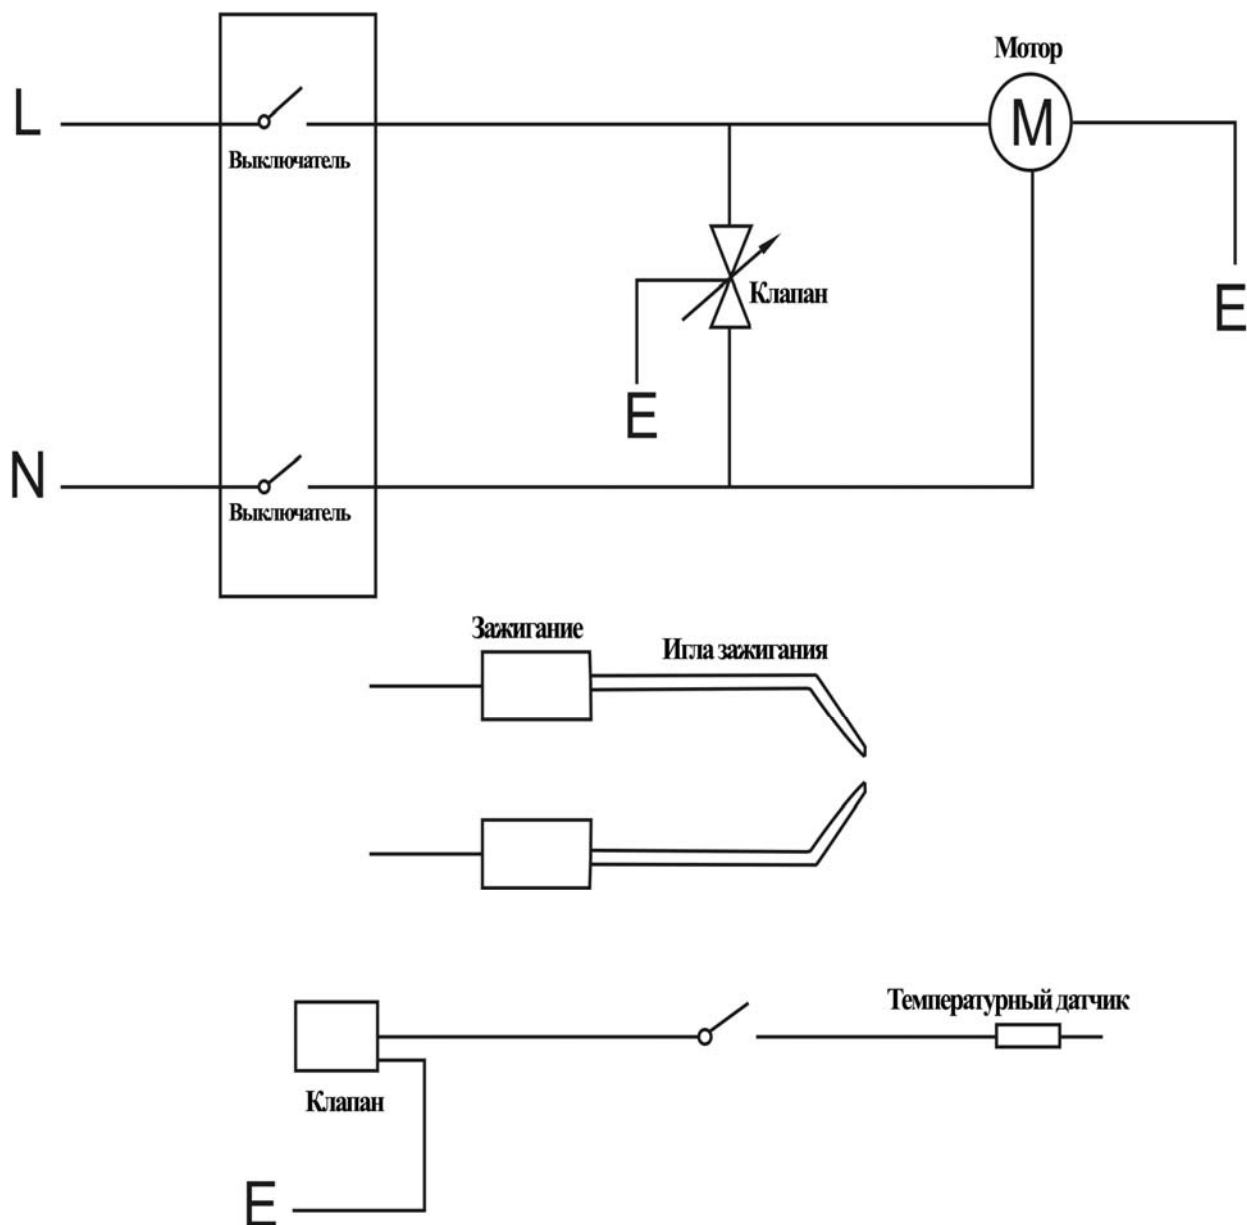 Мотор
L
M
Выключатель
Клапан
E
E
N
Выключатель
Зажигание
Игла зажигания
Температурный датчик
Клапан
E